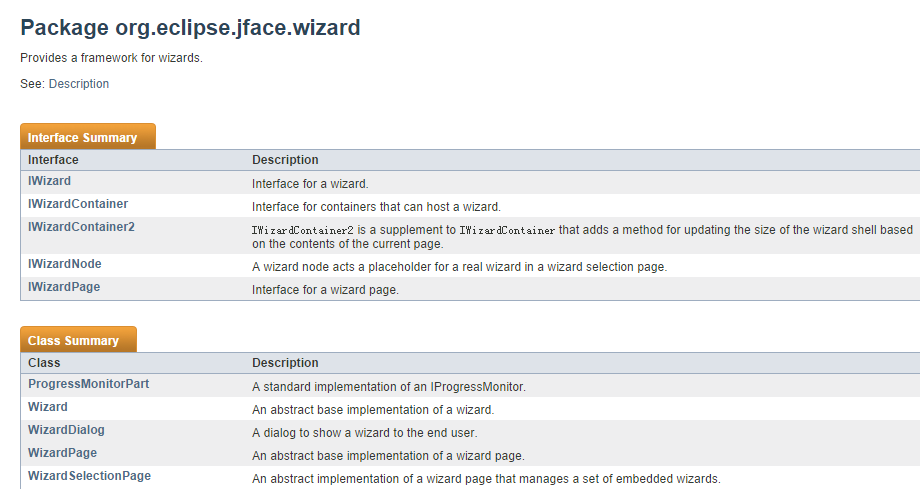 Package org.eclipse.jface.wizard
Provides a framework for wizards.
See: Description
Interface Summary
Interface Description
IWizard Interface for a wizard.
IWizardContainer Interface for containers that can host a wizard.
IWizardContainer2 IWizardContainer2 is a supplement to IWizardContainer that adds a method for updating the size of the wizard shell based
on the contents of the current page.
IWizardNode A wizard node acts a placeholder for a real wizard in a wizard selection page.
IWizardPage Interface for a wizard page.
Class Summary
Class Description
ProgressMonitorPart A standard implementation of an IProgressMonitor.
Wizard An abstract base implementation of a wizard.
WizardDialog A dialog to show a wizard to the end user.
WizardPage An abstract base implementation of a wizard page.
WizardSelectionPage An abstract implementation of a wizard page that manages a set of embedded wizards.